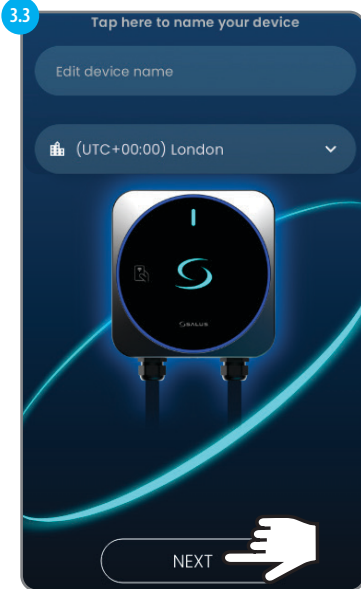 3.3
Tap here to name your device
Edit device name
(UTC+00:00) London
SALUS
NEXT